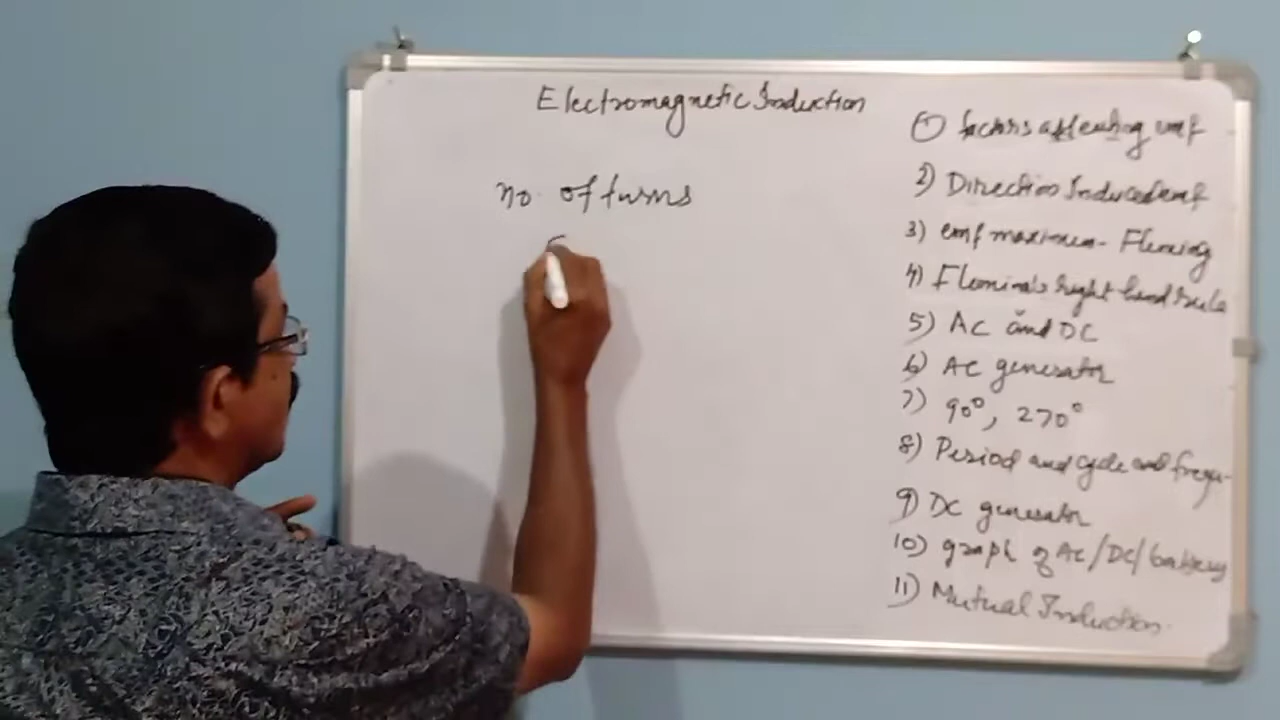 Electromagnetic Induction
no. of turns
1) factors affecting emf
2) Direction Induced emf
3) emf maximum - Fleming
4) Fleming's right hand rule
5) AC and DC
6) AC generator
7) 90°, 270°
8) Period and cycle and frequ-
9) DC generator
10) graph of AC/DC/battery
11) Mutual Induction